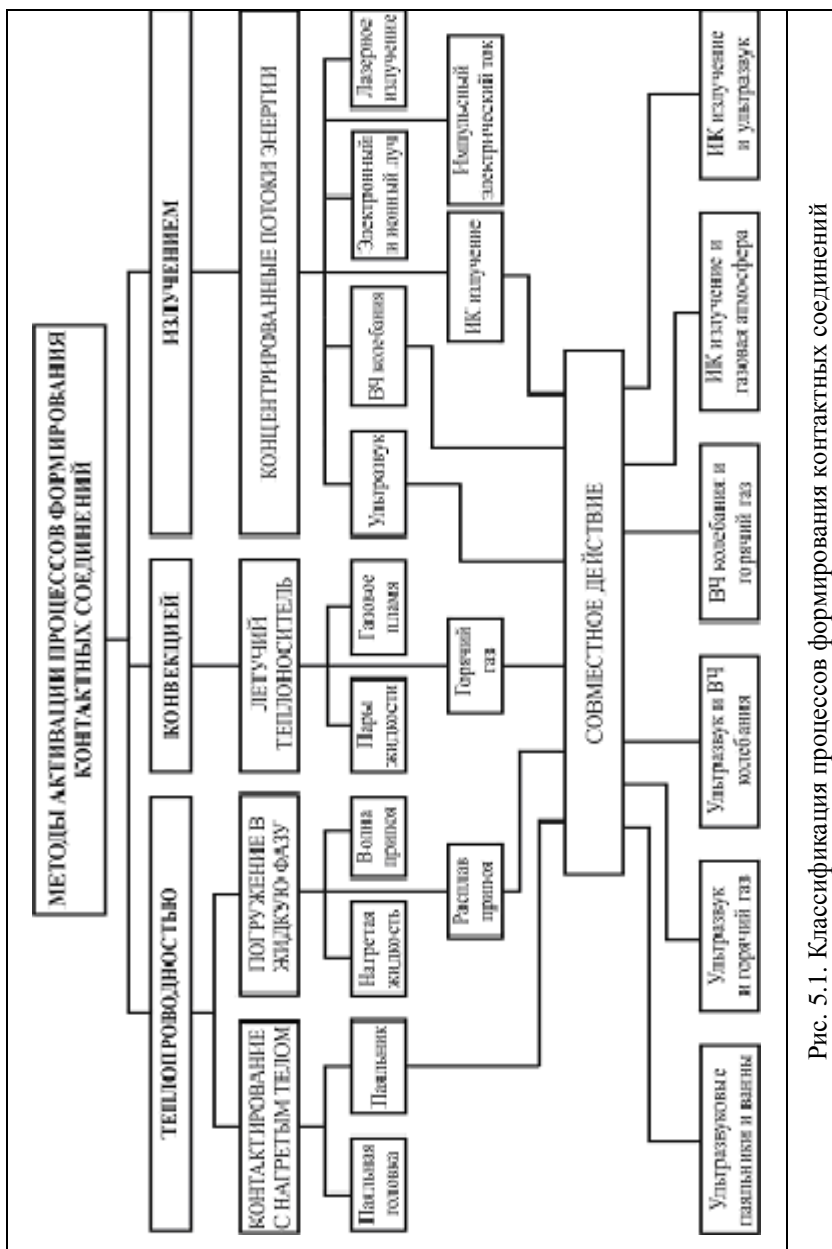 МЕТОДЫ АКТИВАЦИИ ПРОЦЕССОВ ФОРМИРОВАНИЯ
КОНТАКТНЫХ СОЕДИНЕНИЙ
ТЕПЛОПРОВОДНОСТЬЮ
КОНВЕКЦИЕЙ
ИЗЛУЧЕНИЕМ
КОНТАКТИРОВАНИЕ
С НАГРЕТЫМ ТЕЛОМ
ПОГРУЖЕНИЕ В
ЖИДКУЮ ФАЗУ
ЛЕТУЧИЙ
ТЕПЛОНОСИТЕЛЬ
КОНЦЕНТРИРОВАННЫЕ ПОТОКИ ЭНЕРГИИ
Паяльная
головка
Паяльник
Нагретая
жидкость
Волна
припоя
Пары
жидкости
Газовое
пламя
Ультразвук
ВЧ колебания
Электронный
и ионный луч
Лазерное
излучение
Расплав
припоя
Горячий
газ
ИК излучение
Импульсный
электрический ток
СОВМЕСТНОЕ ДЕЙСТВИЕ
Ультразвуковые
паяльники и ванны
Ультразвук
и горячий газ
Ультразвук и ВЧ
колебания
ВЧ колебания и
горячий газ
ИК излучение и
газовая атмосфера
ИК излучение
и ультразвук
Рис. 5.1. Классификация процессов формирования контактных соединений